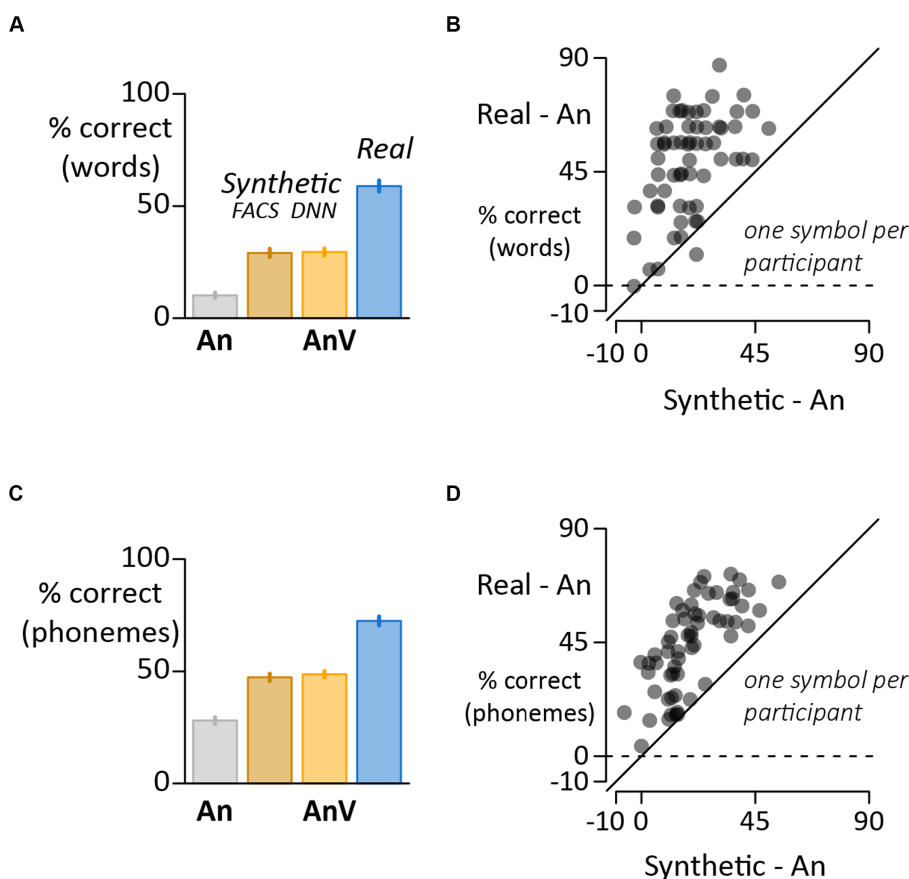 A
100
% correct
(words)
50
0
Synthetic
FACS DNN
Real
An
AnV
B
90
Real - An
45
% correct
(words)
0
-10
one symbol per
participant
-10 0 45 90
Synthetic - An
C
100
% correct
(phonemes)
50
0
An
AnV
D
90
Real - An
45
% correct
(phonemes)
0
-10
one symbol per
participant
-10 0 45 90
Synthetic - An